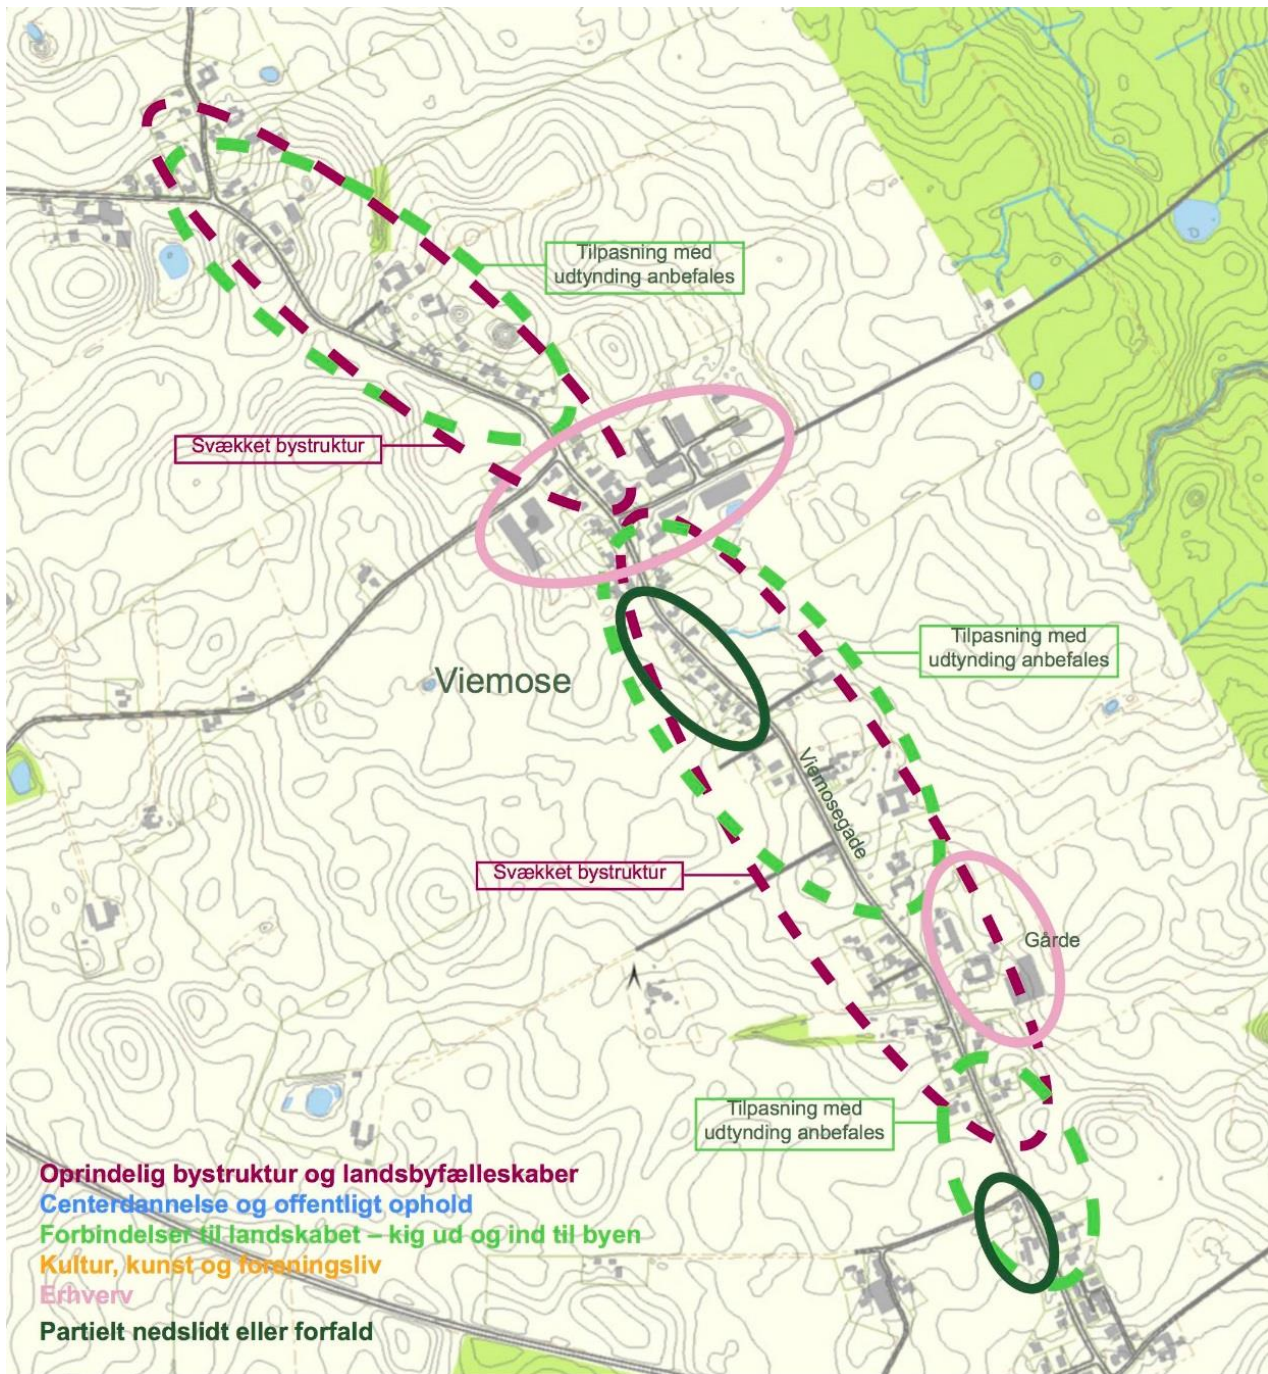 Tilpasning med
udtynding anbefales
Svækket bystruktur
Tilpasning med
udtynding anbefales
Viemose
Viemosegade
Svækket bystruktur
Gårde
Tilpasning med
udtynding anbefales
Oprindelig bystruktur og landsbyfælleskaber
Centerdannelse og offentligt ophold
Forbindelser til landskabet – kig ud og ind til byen
Kultur, kunst og foreningsliv
Erhverv
Partielt nedslidt eller forfald